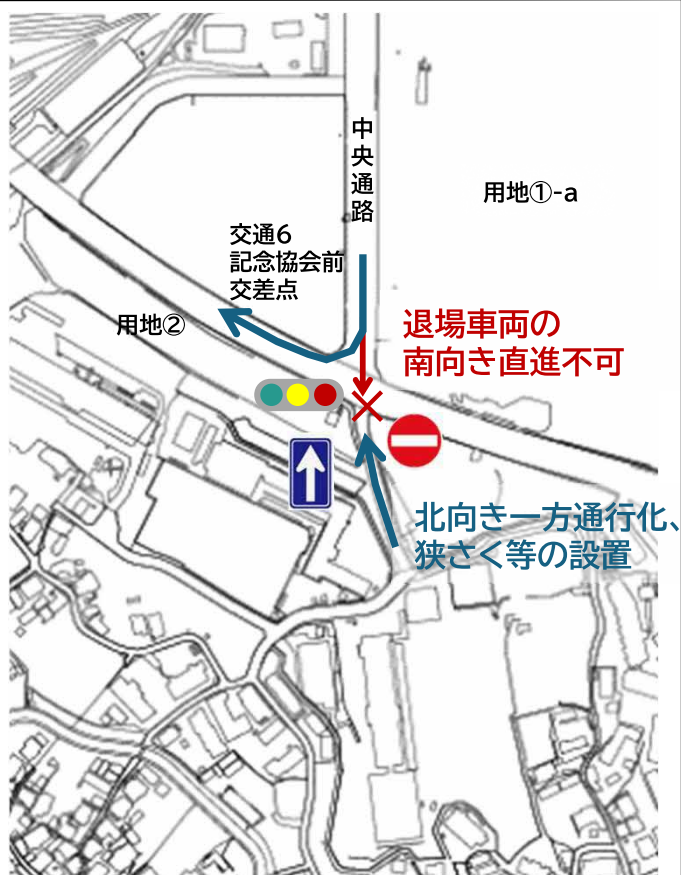 中央通路
用地①-a
交通6
記念協会前
交差点
用地②
退場車両の
南向き直進不可
北向き一方通行化、
狭さく等の設置